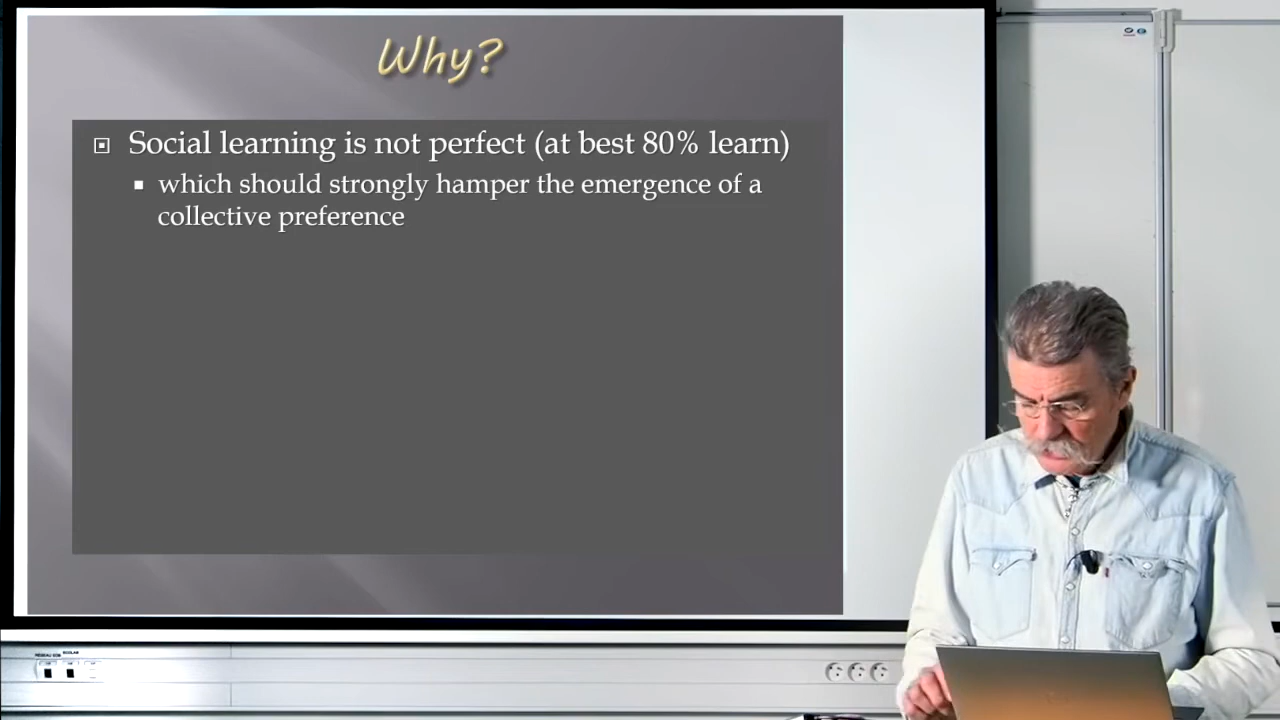 Why?
Social learning is not perfect (at best 80% learn)
which should strongly hamper the emergence of a
collective preference